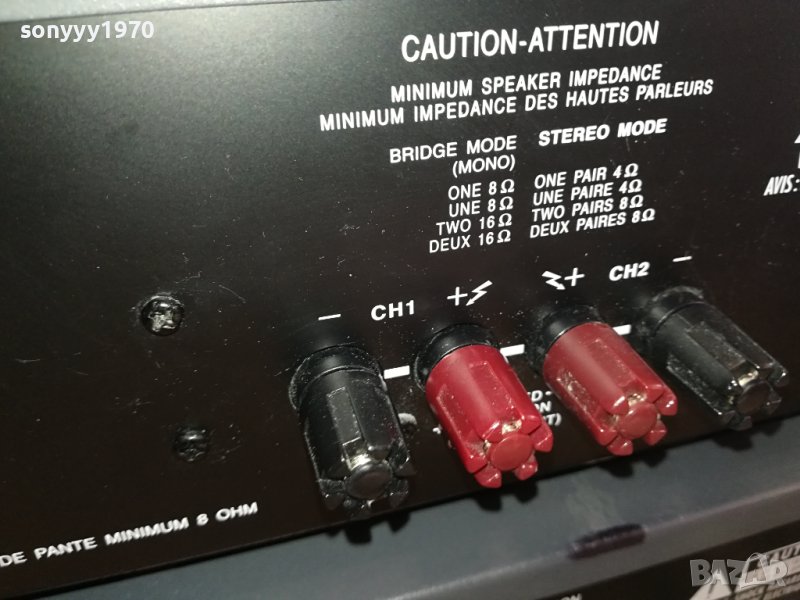 sonyyy1970
CAUTION-ATTENTION
MINIMUM SPEAKER IMPEDANCE
MINIMUM IMPEDANCE DES HAUTES PARLEURS
BRIDGE MODE
(MONO)
ONE 8Ω
UNE 8Ω
TWO 16Ω
DEUX 16Ω
STEREO MODE
ONE PAIR 4Ω
UNE PAIRE 4Ω
TWO PAIRS 8Ω
DEUX PAIRES 8Ω
AVIS:
− CH1 + + CH2 −
DE PANTE MINIMUM 8 OHM
BAZAR